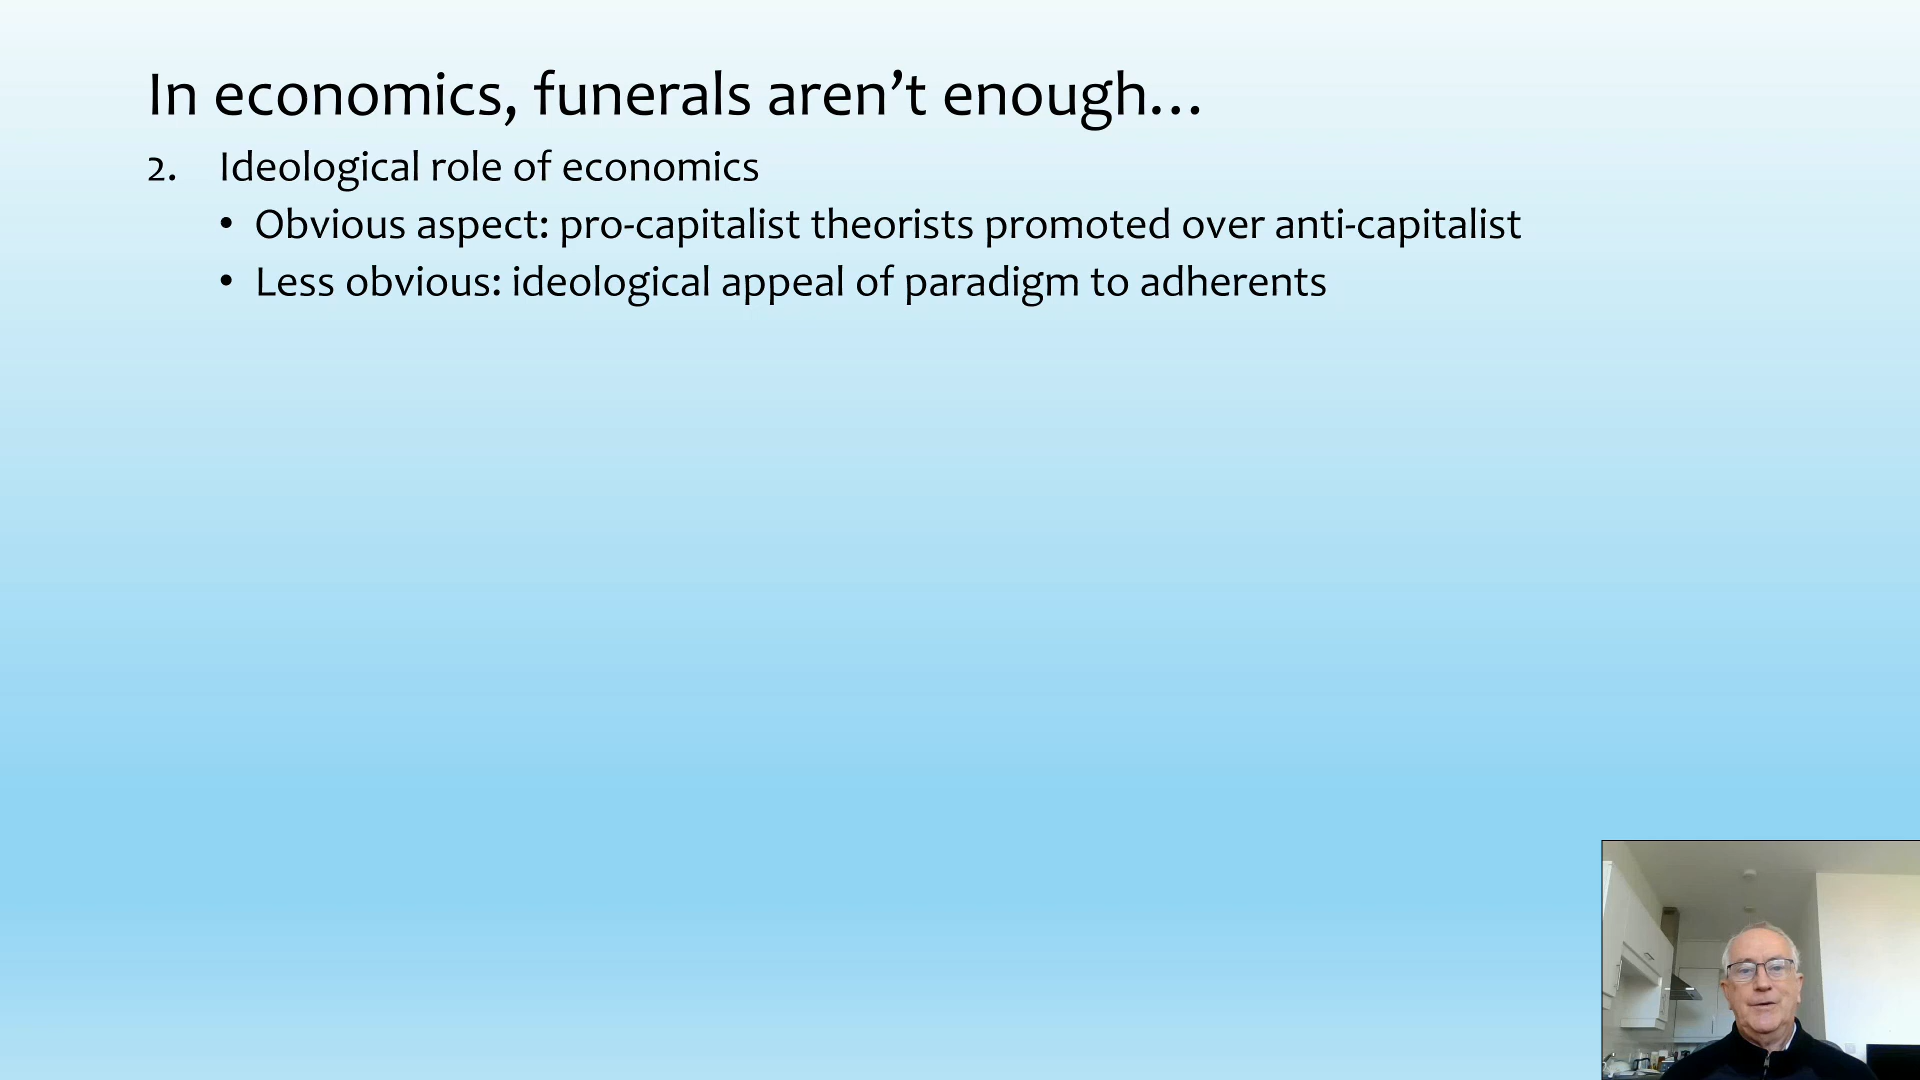 In economics, funerals aren’t enough…
2. Ideological role of economics
• Obvious aspect: pro-capitalist theorists promoted over anti-capitalist
• Less obvious: ideological appeal of paradigm to adherents